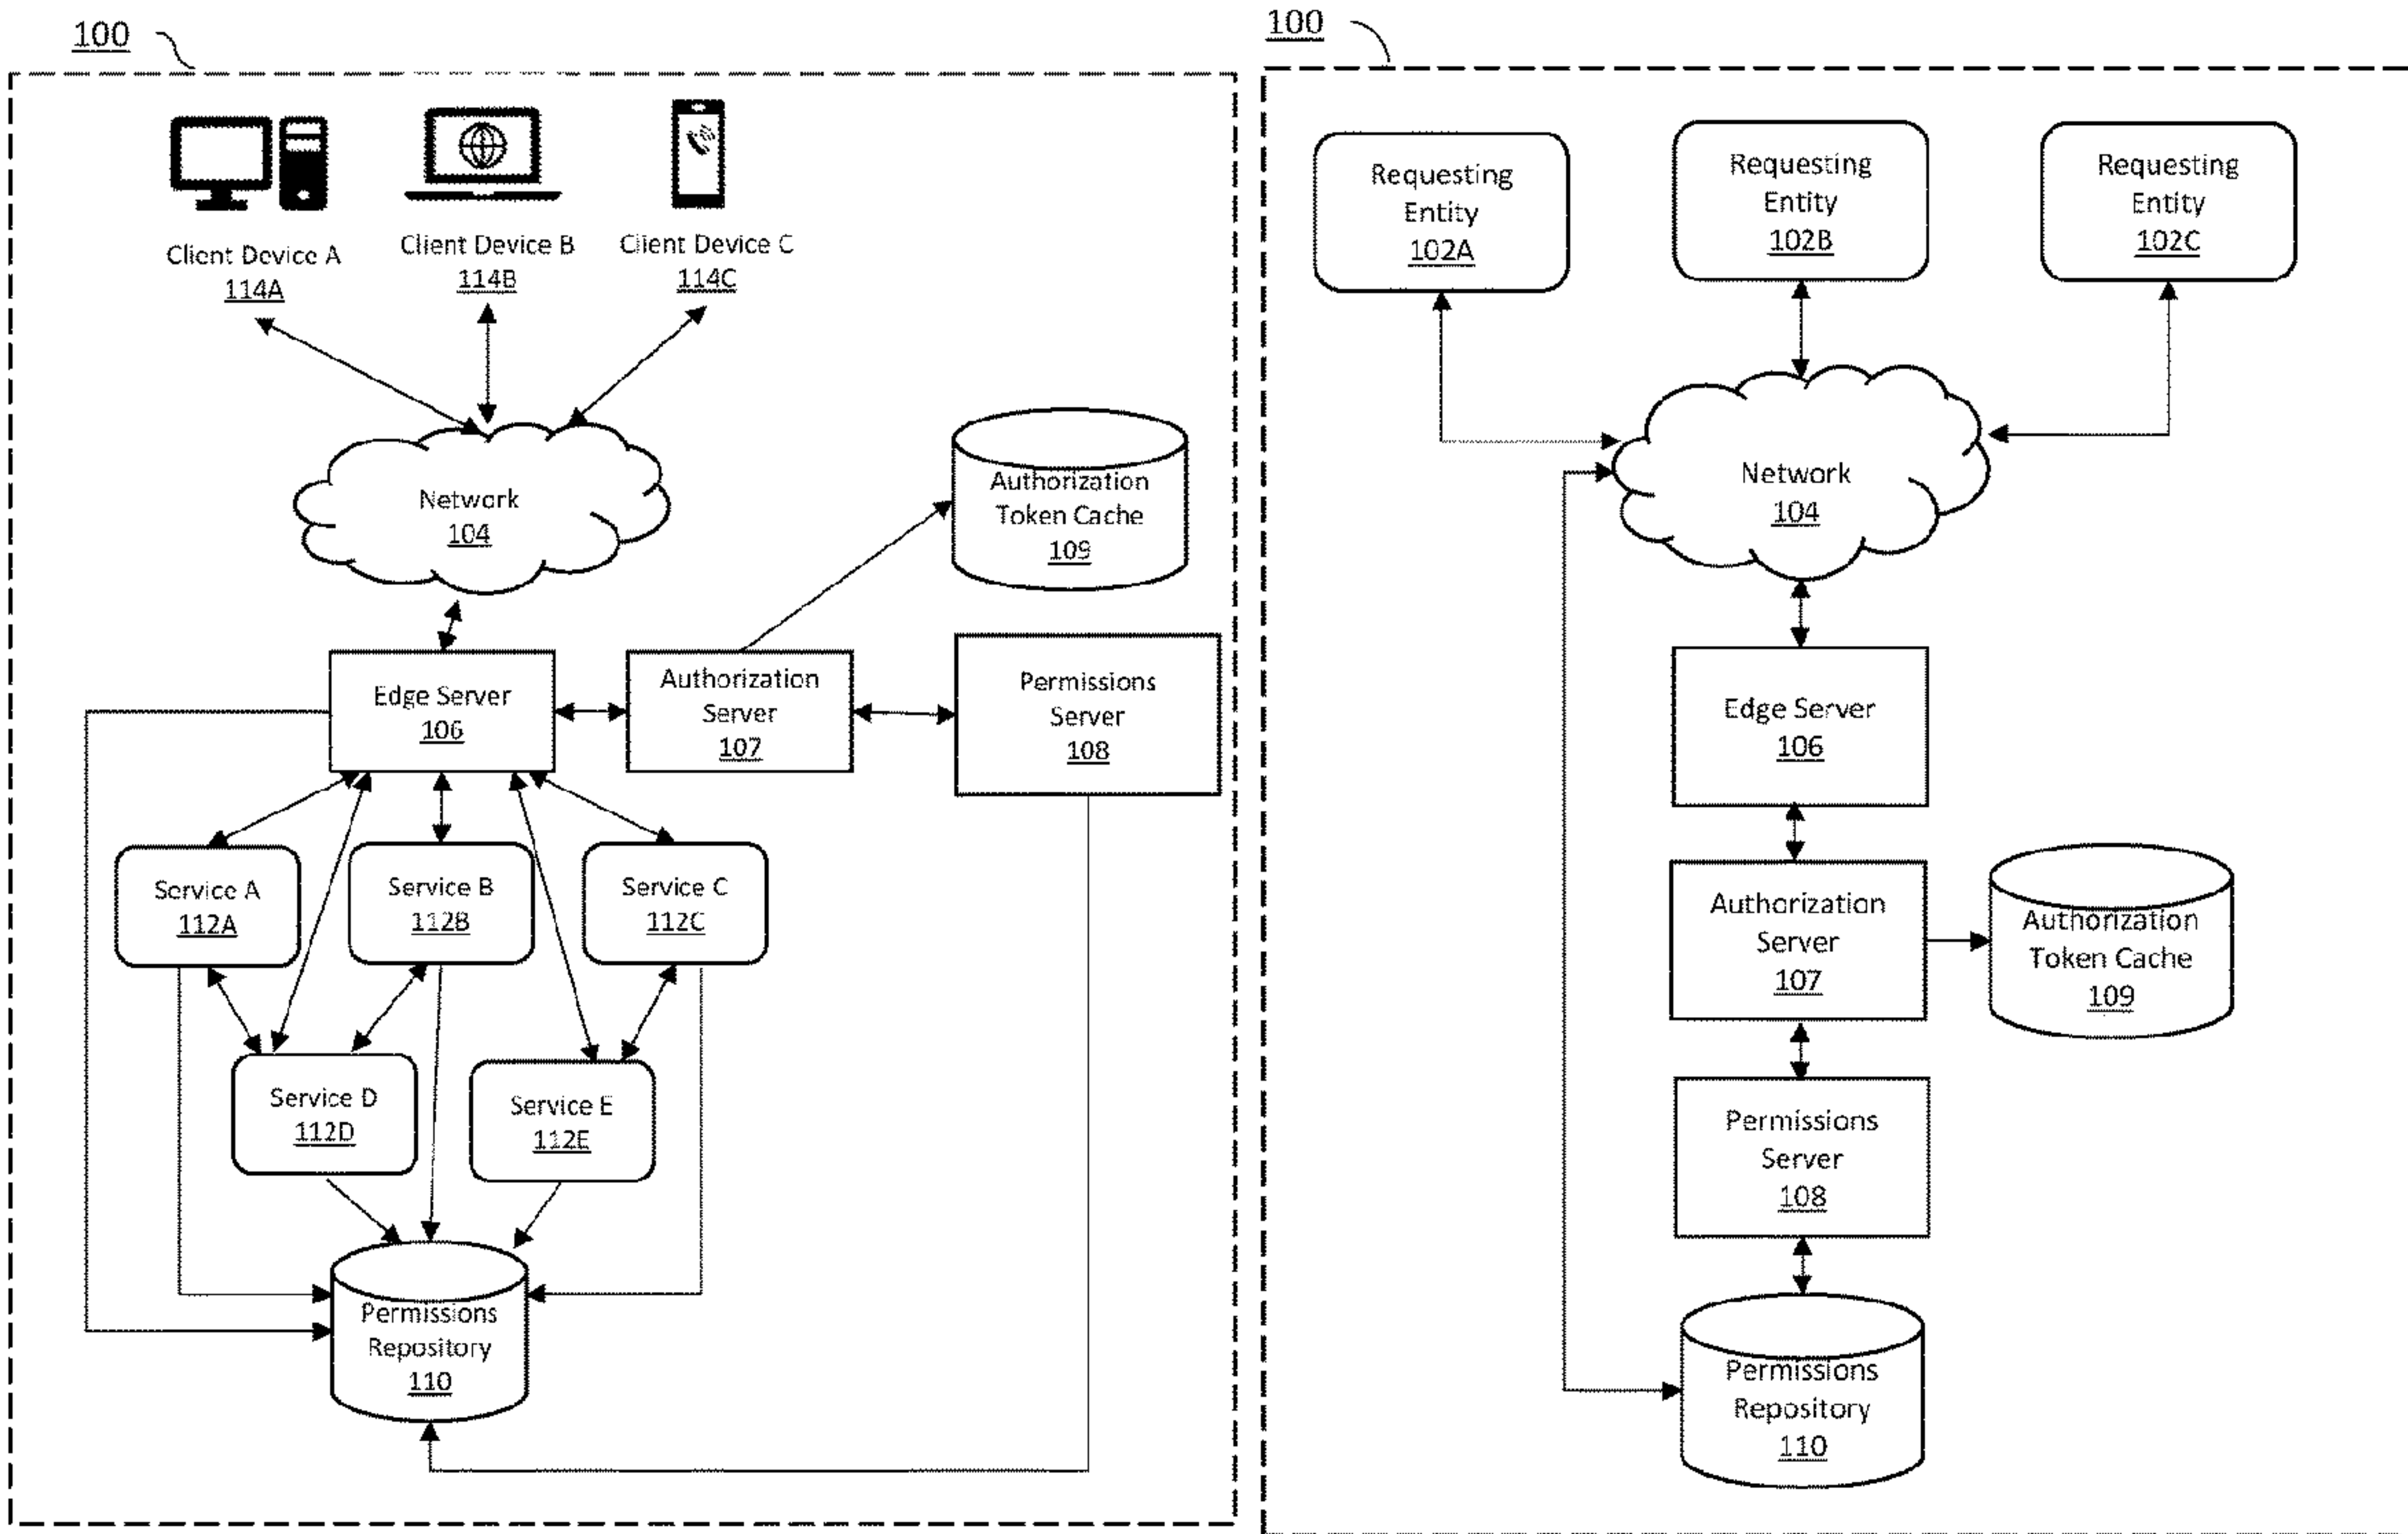 100
Client Device A
114A
Client Device B
114B
Client Device C
114C
Network
104
Authorization
Token Cache
109
Edge Server
106
Authorization
Server
107
Permissions
Server
108
Service A
112A
Service B
112B
Service C
112C
Service D
112D
Service E
112E
Permissions
Repository
110
100
Requesting
Entity
102A
Requesting
Entity
102B
Requesting
Entity
102C
Network
104
Edge Server
106
Authorization
Server
107
Authorization
Token Cache
109
Permissions
Server
108
Permissions
Repository
110